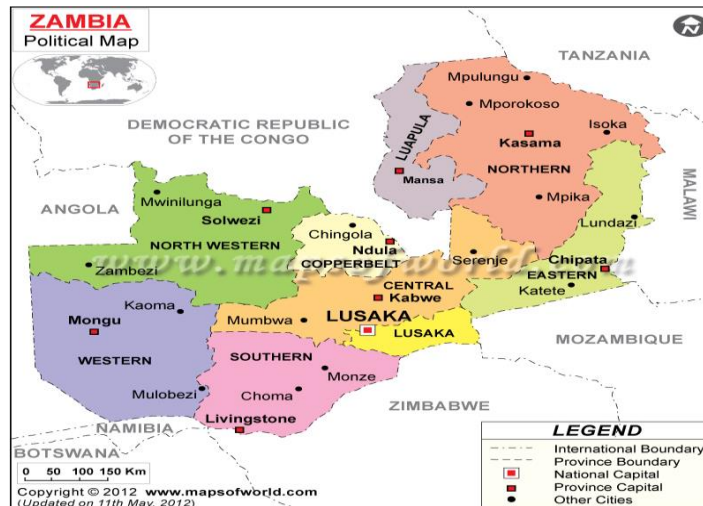 ZAMBIA
Political Map
N
TANZANIA
Mpulungu
Mporokoso
DEMOCRATIC REPUBLIC
OF THE CONGO
LUAPULA
Kasama
Isoka
NORTHERN
Mansa
MALAWI
Mwinilunga
ANGOLA
Solwezi
Mpika
Lundazi
Chingola
NORTH WESTERN
Ndula
COPPERBELT
Serenje
Chipata
EASTERN
Zambezi
www.mapsofworld.com
CENTRAL
Kabwe
Katete
Kaoma
Mongu
Mumbwa
LUSAKA
LUSAKA
MOZAMBIQUE
WESTERN
SOUTHERN
Monze
Mulobezi
Choma
ZIMBABWE
Livingstone
NAMIBIA
BOTSWANA
0 50 100 150 Km
Copyright © 2012 www.mapsofworld.com
(Updated on 11th May, 2012)
LEGEND
International Boundary
Province Boundary
National Capital
Province Capital
Other Cities